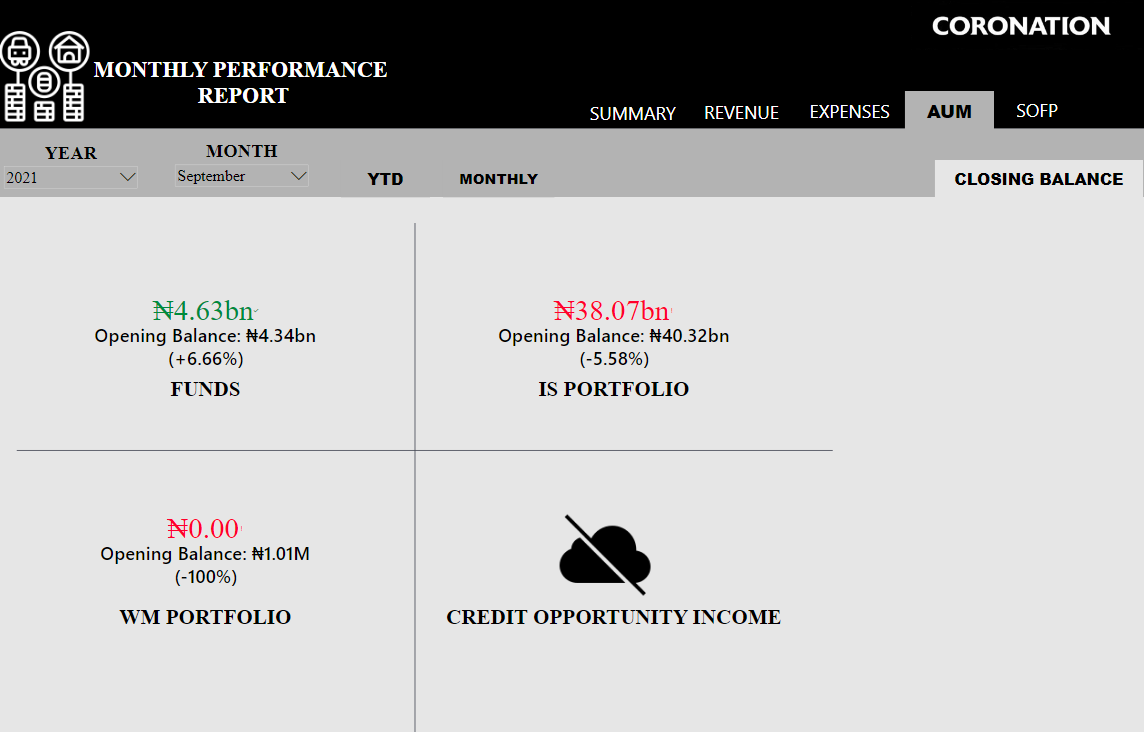 CORONATION
MONTHLY PERFORMANCE
REPORT
SUMMARY
REVENUE
EXPENSES
AUM
SOFP
YEAR
2021
MONTH
September
YTD
MONTHLY
CLOSING BALANCE
₦4.63bn
Opening Balance: ₦4.34bn
(+6.66%)
FUNDS
₦38.07bn
Opening Balance: ₦40.32bn
(-5.58%)
IS PORTFOLIO
₦0.00
Opening Balance: ₦1.01M
(-100%)
WM PORTFOLIO
CREDIT OPPORTUNITY INCOME